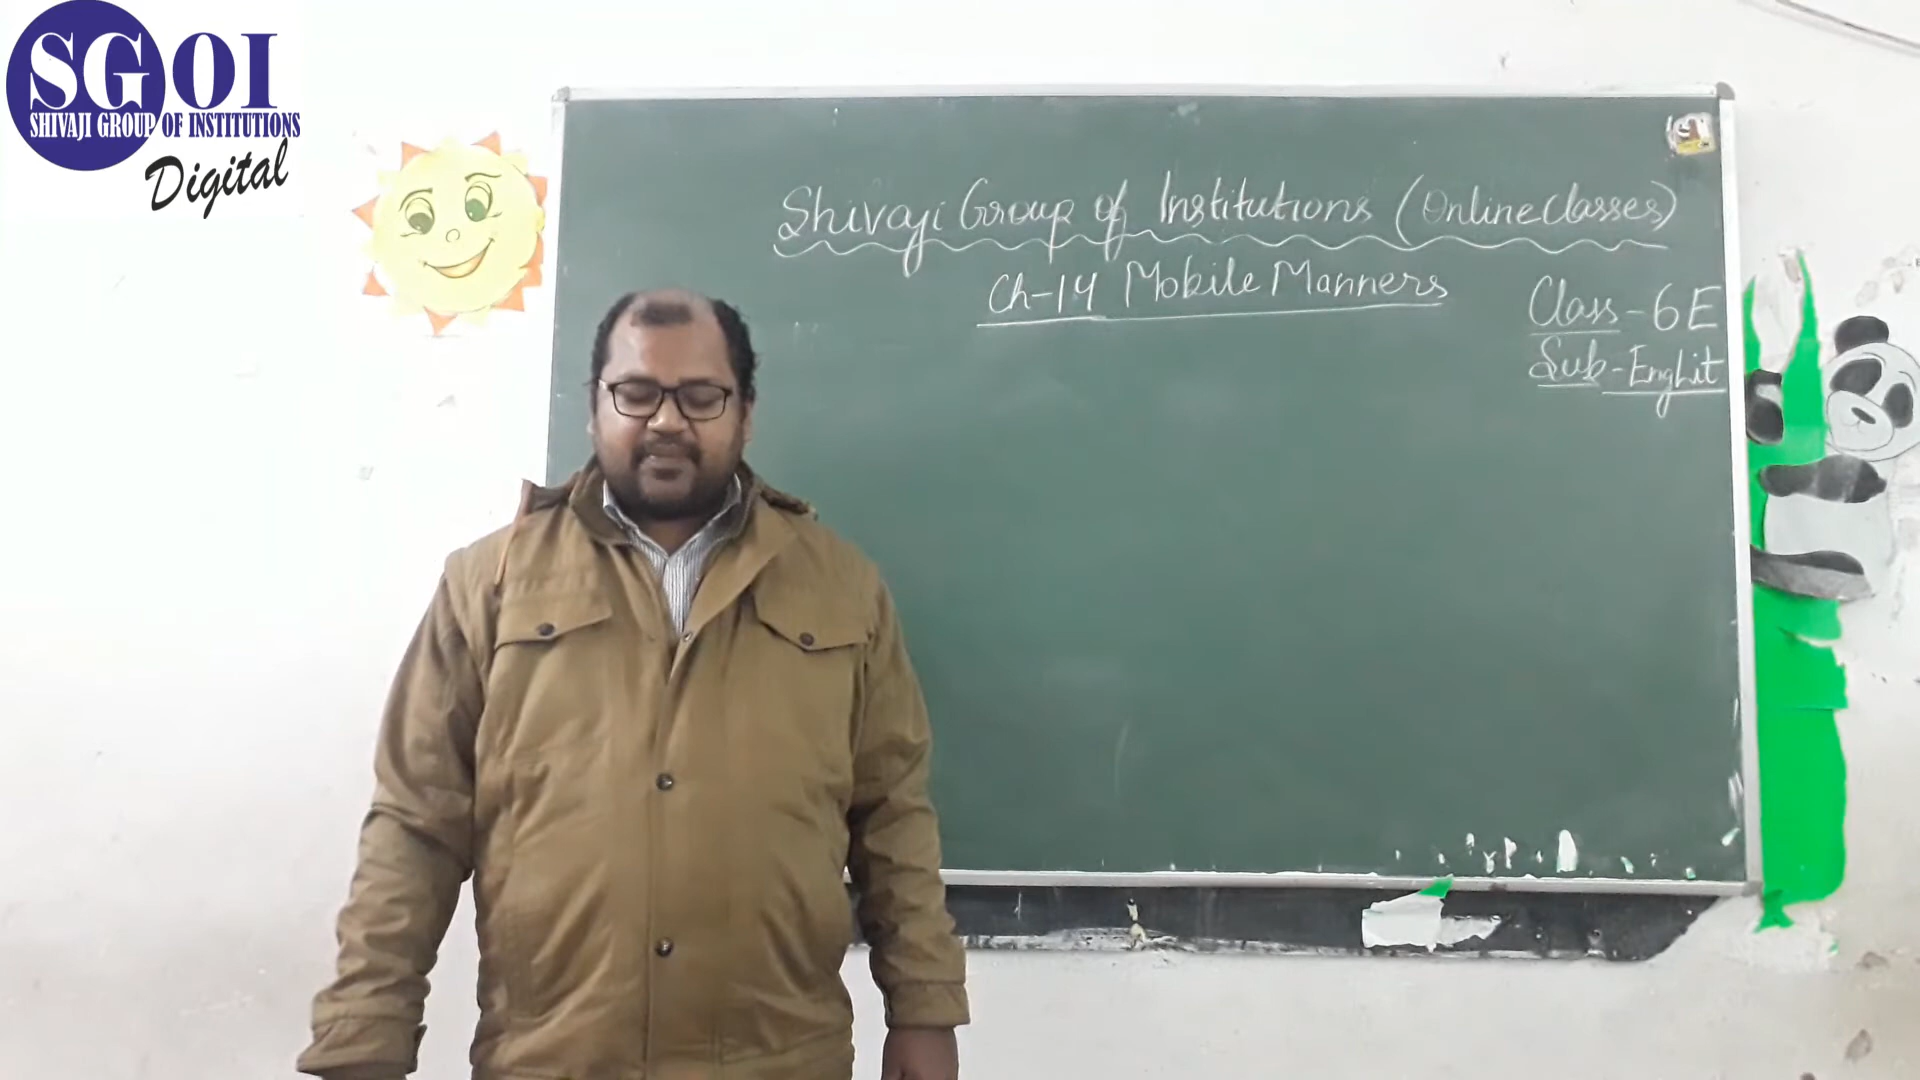 SGOI
SHIVAJI GROUP OF INSTITUTIONS
Digital
Shivaji Group of Institutions (Online Classes)
Ch-14 Mobile Manners
Class-6E
Sub-EngLit